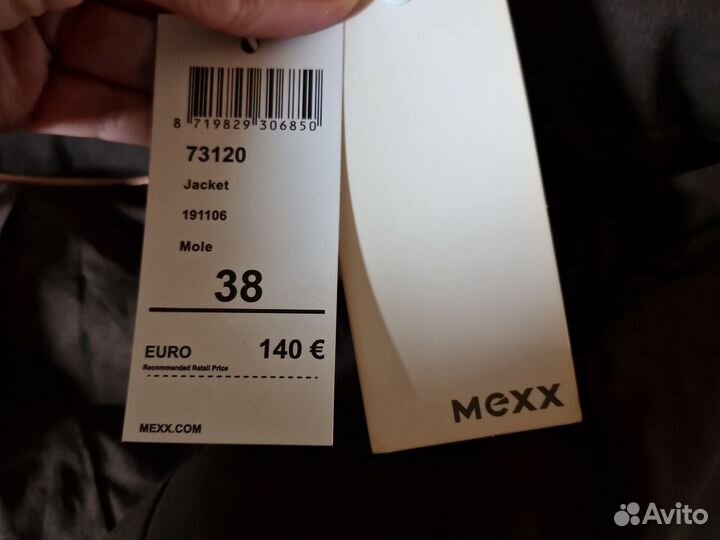 8 719829 306850
73120
Jacket
191106
Mole
38
EURO 140 €
Recommended Retail Price
MEXX.COM
mexx
Avito